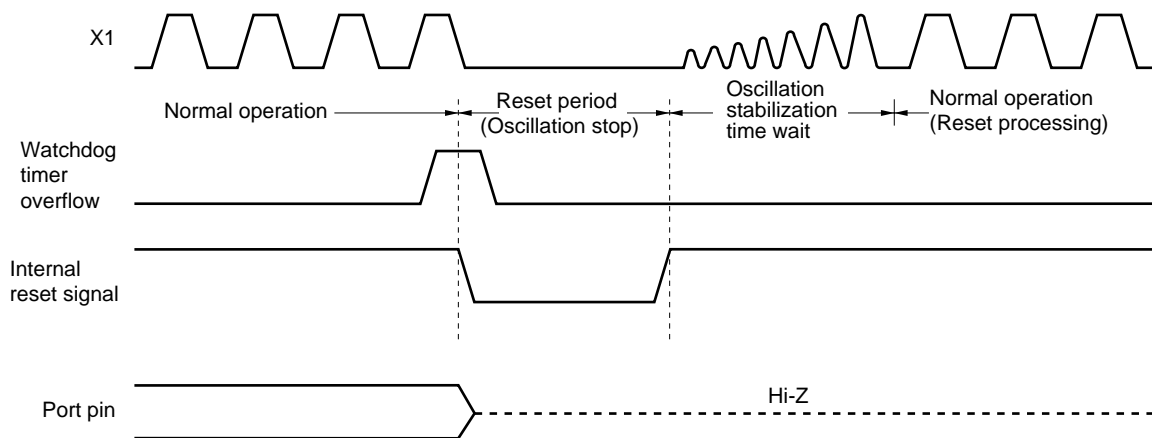 X1
Normal operation
Reset period
(Oscillation stop)
Oscillation
stabilization
time wait
Normal operation
(Reset processing)
Watchdog
timer
overflow
Internal
reset signal
Port pin
Hi-Z